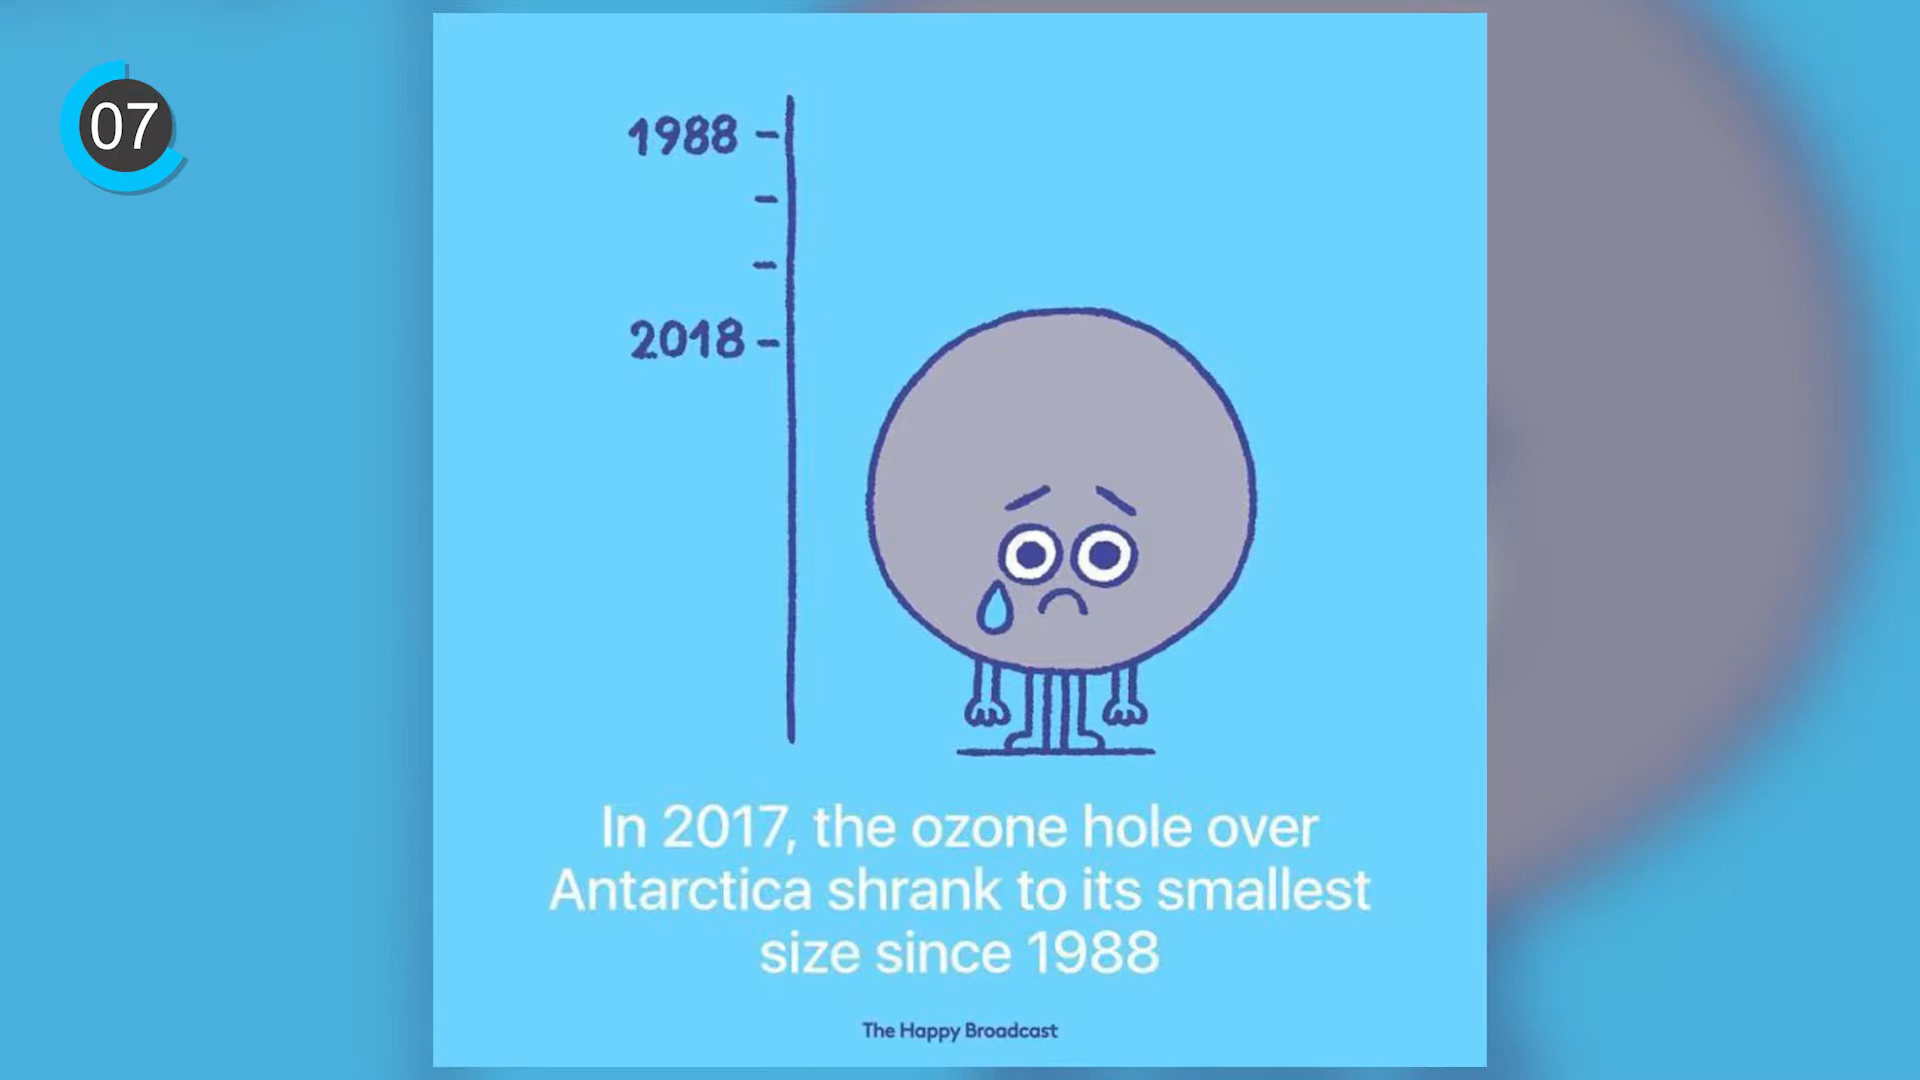 07
1988
2018
In 2017, the ozone hole over
Antarctica shrank to its smallest
size since 1988
The Happy Broadcast